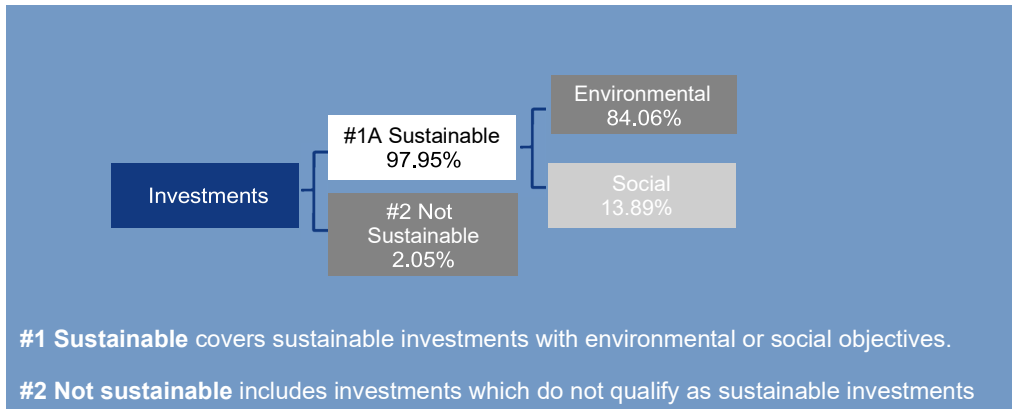 Investments
#1A Sustainable
97.95%
#2 Not
Sustainable
2.05%
Environmental
84.06%
Social
13.89%
#1 Sustainable covers sustainable investments with environmental or social objectives.
#2 Not sustainable includes investments which do not qualify as sustainable investments